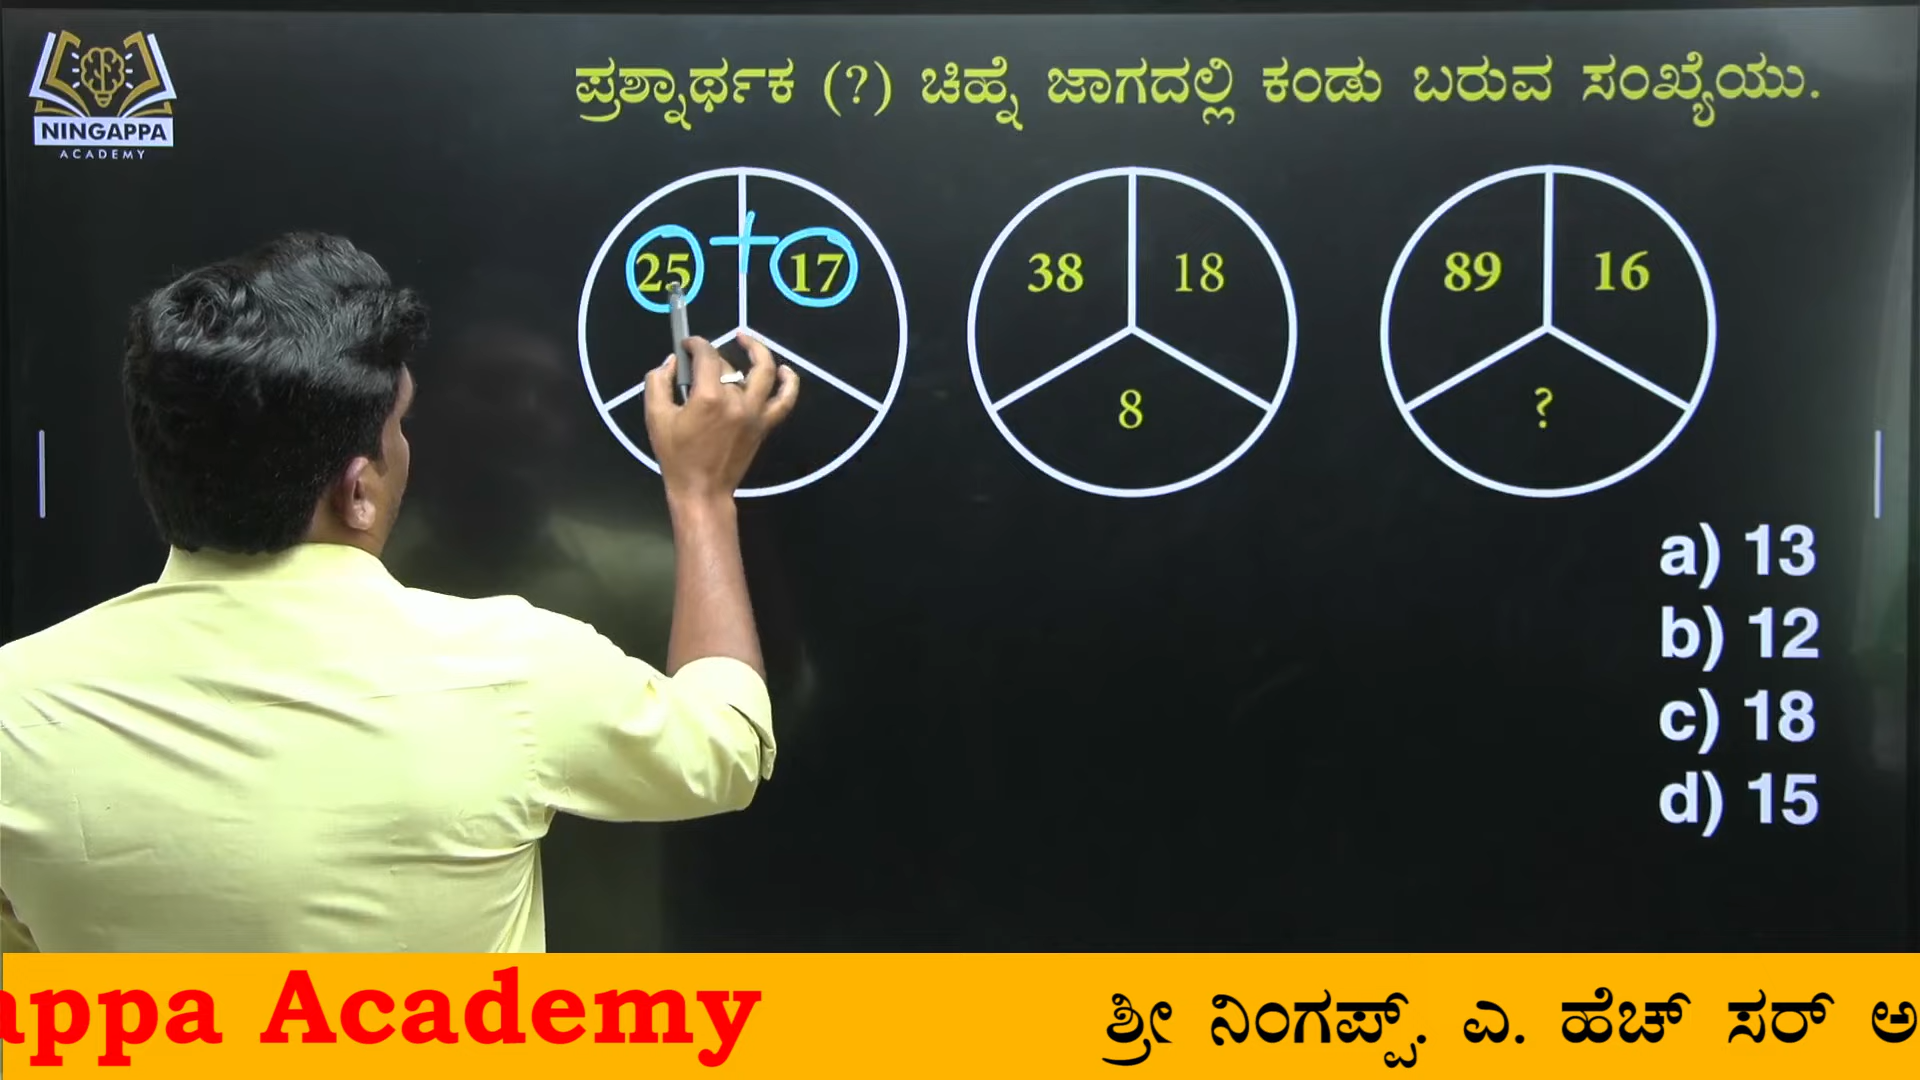 NINGAPPA
ACADEMY
ಪ್ರಶ್ನಾರ್ಥಕ (?) ಚಿಹ್ನೆ ಜಾಗದಲ್ಲಿ ಕಂಡು ಬರುವ ಸಂಖ್ಯೆಯು.
25 + 17
38 18
8
89 16
?
a) 13
b) 12
c) 18
d) 15
appa Academy
ಶ್ರೀ ನಿಂಗಪ್ಪ್. ಎ. ಹೆಚ್ ಸರ್ ಅ